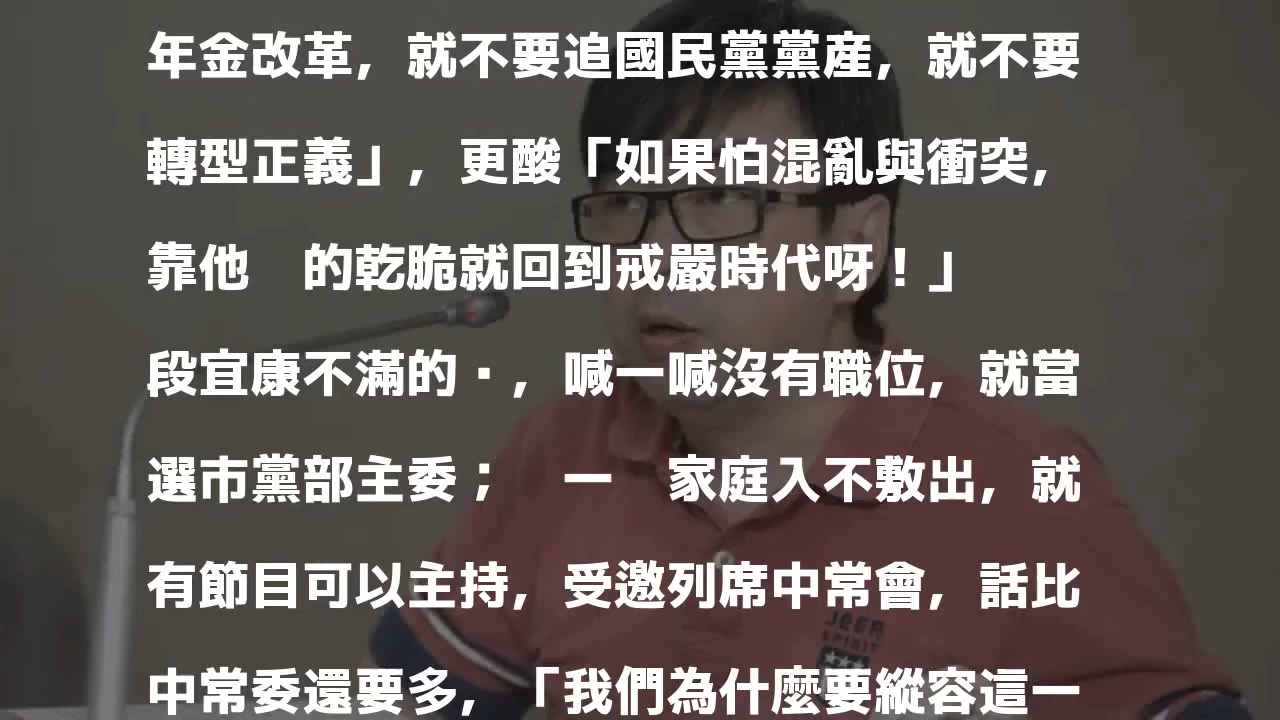 年金改革，就不要追國民黨黨産，就不要
轉型正義」，更酸「如果怕混亂與衝突，
靠他　的乾脆就回到戒嚴時代呀！」
段宜康不滿的·，喊一喊沒有職位，就當
選市黨部主委；　一　家庭入不敷出，就
有節目可以主持，受邀列席中常會，話比
中常委還要多，「我們為什麼要縱容這一
JEEP
SPIRIT